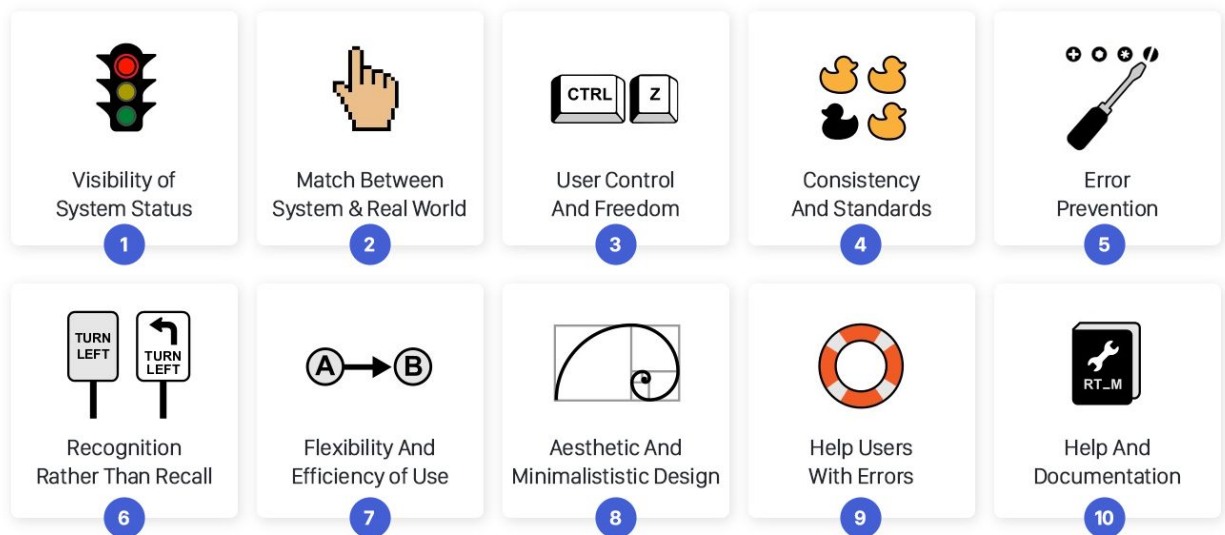 CTRL
Z
Visibility of
System Status
1
Match Between
System & Real World
2
User Control
And Freedom
3
Consistency
And Standards
4
Error
Prevention
5
TURN
LEFT
TURN
LEFT
Recognition
Rather Than Recall
6
A
B
Flexibility And
Efficiency of Use
7
Aesthetic And
Minimalististic Design
8
Help Users
With Errors
9
RT_M
Help And
Documentation
10